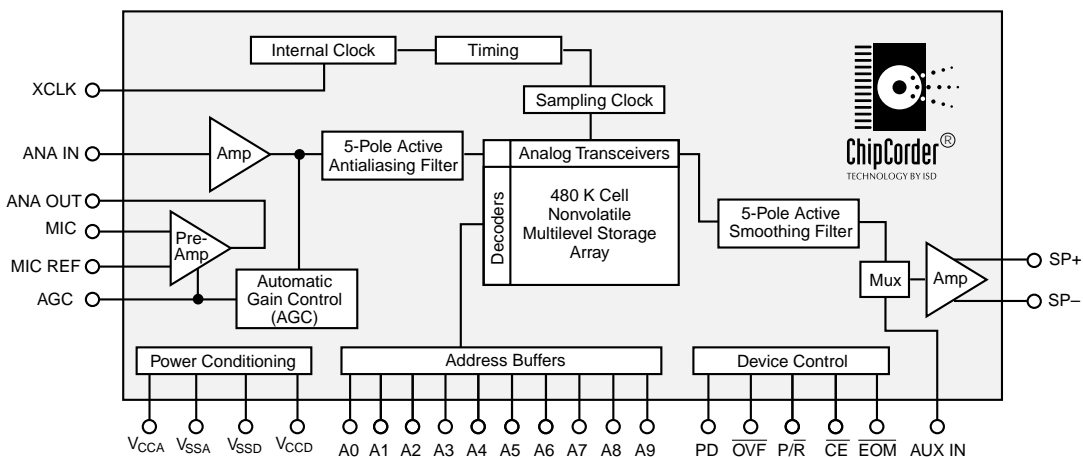 Internal Clock
Timing
XCLK
Sampling Clock
ChipCorder®
TECHNOLOGY BY ISD
ANA IN
Amp
5-Pole Active
Antialiasing Filter
Analog Transceivers
Decoders
480 K Cell
Nonvolatile
Multilevel Storage
Array
ANA OUT
MIC
Pre-
Amp
MIC REF
AGC
Automatic
Gain Control
(AGC)
5-Pole Active
Smoothing Filter
Mux
Amp
SP+
SP–
Power Conditioning
Address Buffers
Device Control
VCCA
VSSA
VSSD
VCCD
A0
A1
A2
A3
A4
A5
A6
A7
A8
A9
PD
O̅V̅F̅
P/R̅
C̅E̅
E̅O̅M̅
AUX IN